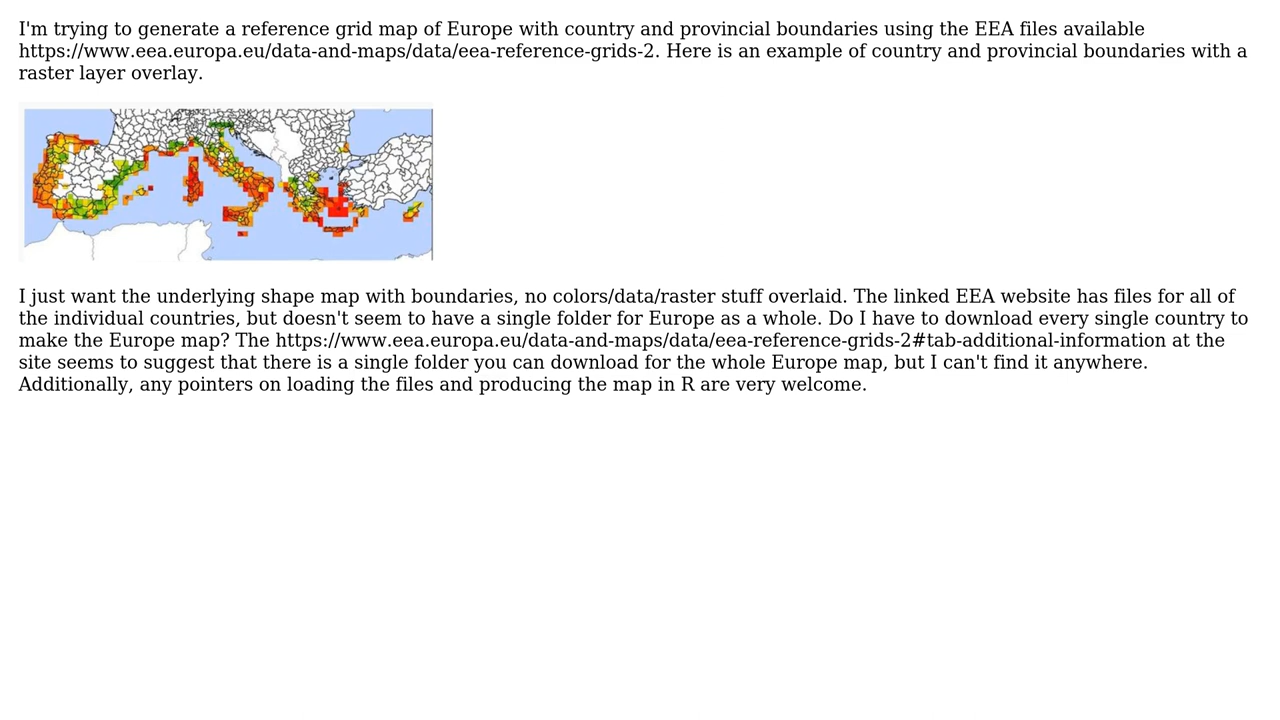 I'm trying to generate a reference grid map of Europe with country and provincial boundaries using the EEA files available
https://www.eea.europa.eu/data-and-maps/data/eea-reference-grids-2. Here is an example of country and provincial boundaries with a
raster layer overlay.
I just want the underlying shape map with boundaries, no colors/data/raster stuff overlaid. The linked EEA website has files for all of
the individual countries, but doesn't seem to have a single folder for Europe as a whole. Do I have to download every single country to
make the Europe map? The https://www.eea.europa.eu/data-and-maps/data/eea-reference-grids-2#tab-additional-information at the
site seems to suggest that there is a single folder you can download for the whole Europe map, but I can't find it anywhere.
Additionally, any pointers on loading the files and producing the map in R are very welcome.